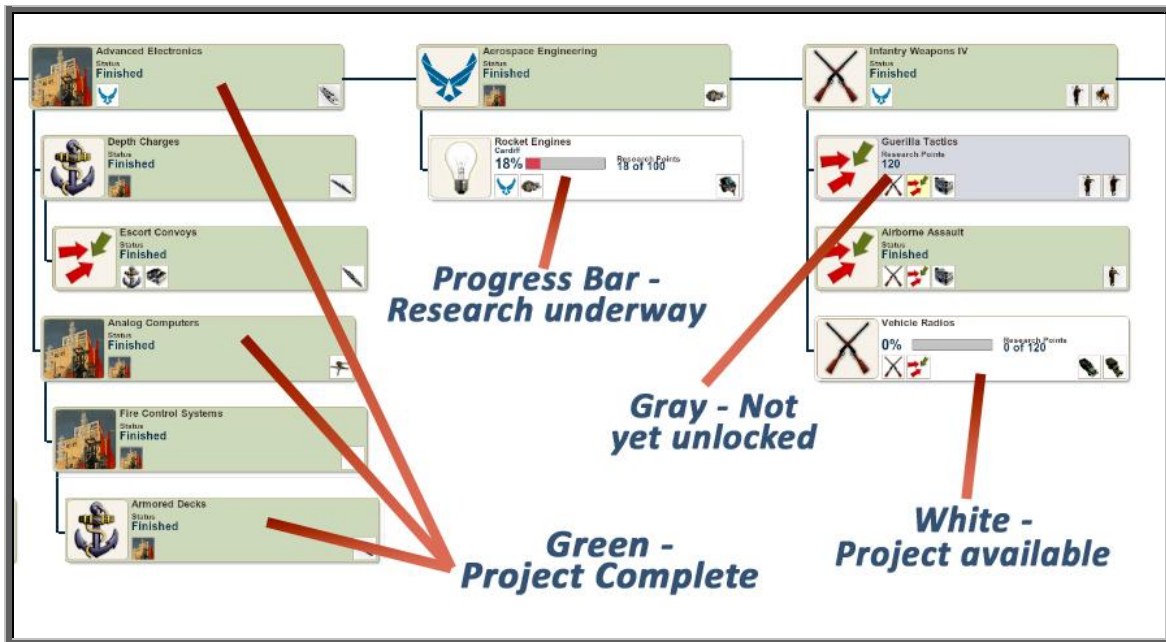 Advanced Electronics
Status
Finished
Depth Charges
Status
Finished
Escort Convoys
Status
Finished
Analog Computers
Status
Finished
Fire Control Systems
Status
Finished
Armored Decks
Status
Finished
Aerospace Engineering
Status
Finished
Rocket Engines
Cardiff
18% Research Points
18 of 100
Infantry Weapons IV
Status
Finished
Guerilla Tactics
Research Points
120
Airborne Assault
Status
Finished
Vehicle Radios
0% Research Points
0 of 120
Progress Bar -
Research underway
Gray - Not
yet unlocked
Green -
Project Complete
White -
Project available